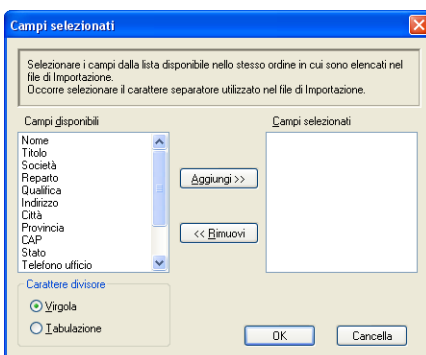 Campi selezionati
Selezionare i campi dalla lista disponibile nello stesso ordine in cui sono elencati nel
file di Importazione.
Occorre selezionare il carattere separatore utilizzato nel file di Importazione.
Campi disponibili
Campi selezionati
Nome
Titolo
Società
Reparto
Qualifica
Indirizzo
Città
Provincia
CAP
Stato
Telefono ufficio
Aggiungi >>
<< Rimuovi
Carattere divisore
Virgola
Tabulazione
OK
Cancella